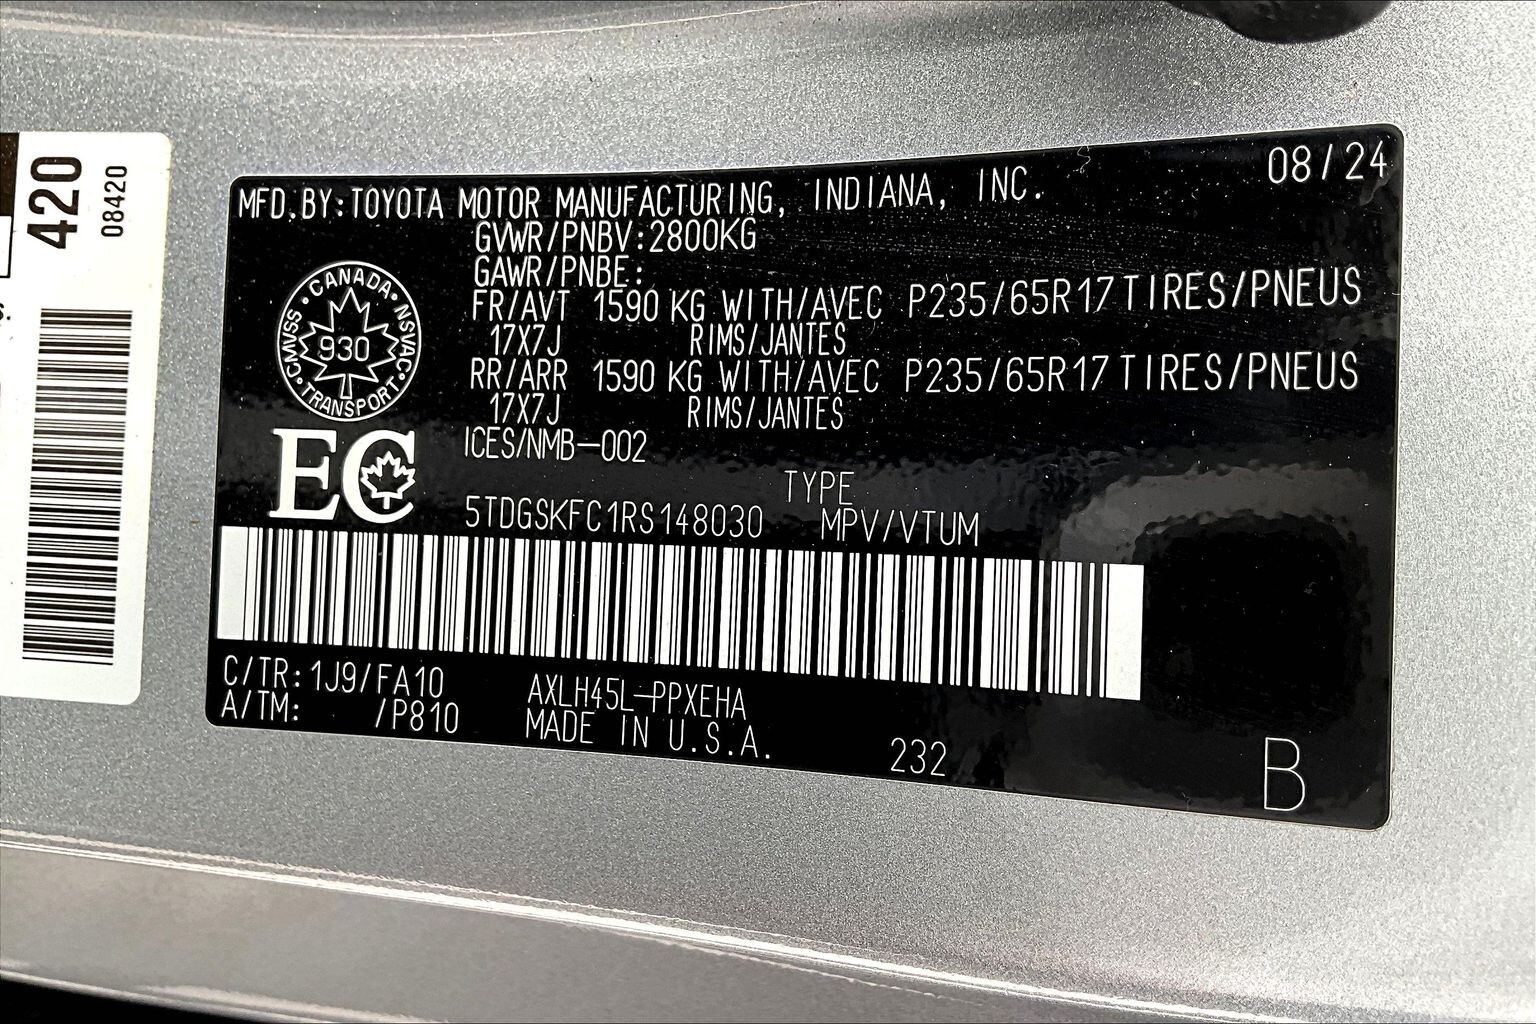 420
08420
s.
MFD.BY:TOYOTA MOTOR MANUFACTURING, INDIANA, INC. 08/24
GVWR/PNBV:2800KG
GAWR/PNBE:
FR/AVT 1590 KG WITH/AVEC P235/65R17 TIRES/PNEUS
17X7J RIMS/JANTES
RR/ARR 1590 KG WITH/AVEC P235/65R17 TIRES/PNEUS
17X7J RIMS/JANTES
CANADA
930
CMVSS · NSVAC
TRANSPORT
EC
ICES/NMB-002
TYPE
5TDGSKFC1RS148030 MPV/VTUM
C/TR:1J9/FA10 AXLH45L-PPXEHA
A/TM: /P810 MADE IN U.S.A. 232 B